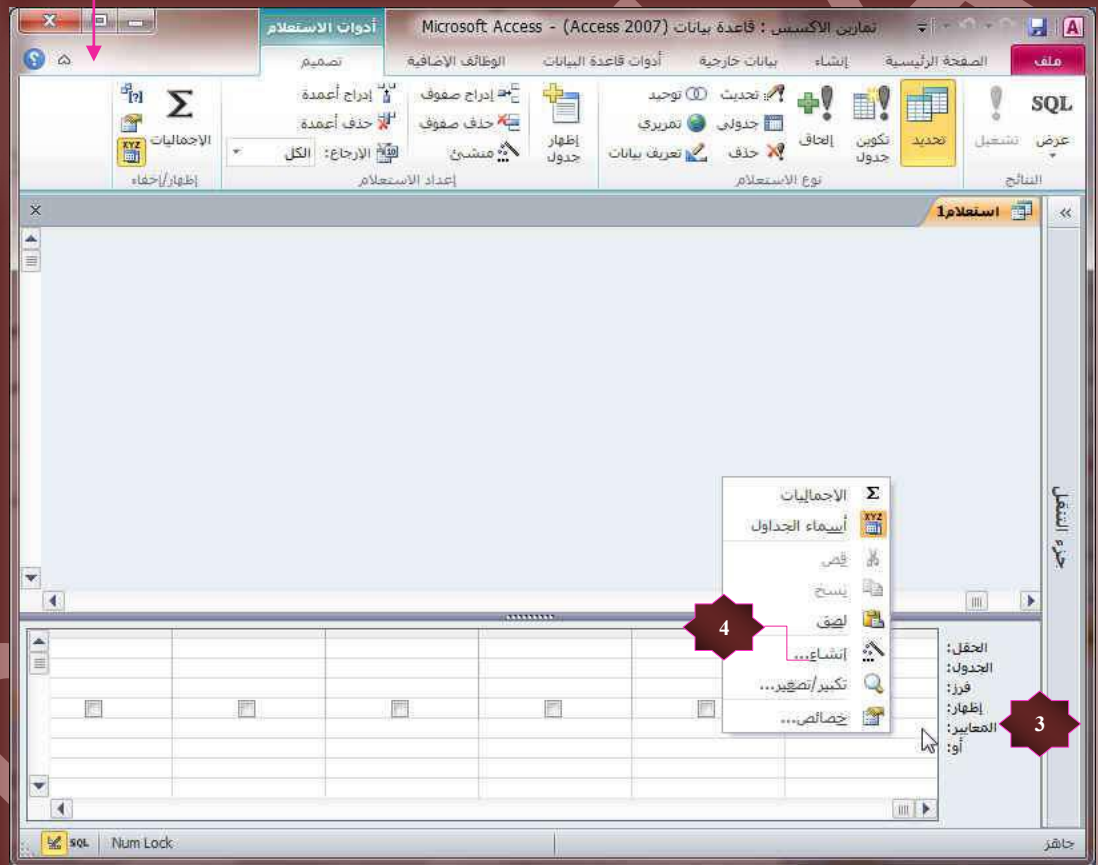 تمارين الاكسس : قاعدة بيانات (Access 2007) - Microsoft Access
أدوات الاستعلام
ملف الصفحة الرئيسية إنشاء بيانات خارجية أدوات قاعدة البيانات الوظائف الإضافية تصميم
SQL
عرض
تشغيل
النتائج
تحديد
تكوين جدول
إلحاق
تحديث
توحيد
جدولي
تمريري
حذف
تعريف بيانات
نوع الاستعلام
إظهار جدول
إدراج صفوف
حذف صفوف
منشئ
إدراج أعمدة
حذف أعمدة
الإرجاع: الكل
إعداد الاستعلام
الاجماليات
إظهار/إخفاء
استعلام1
جزء التنقل
الاجماليات
أسماء الجداول
قص
نسخ
لصق
إنشاء...
تكبير/تصغير...
خصائص...
4
الحقل:
الجدول:
فرز:
إظهار:
المعايير:
أو:
3
جاهز
Num Lock
SQL